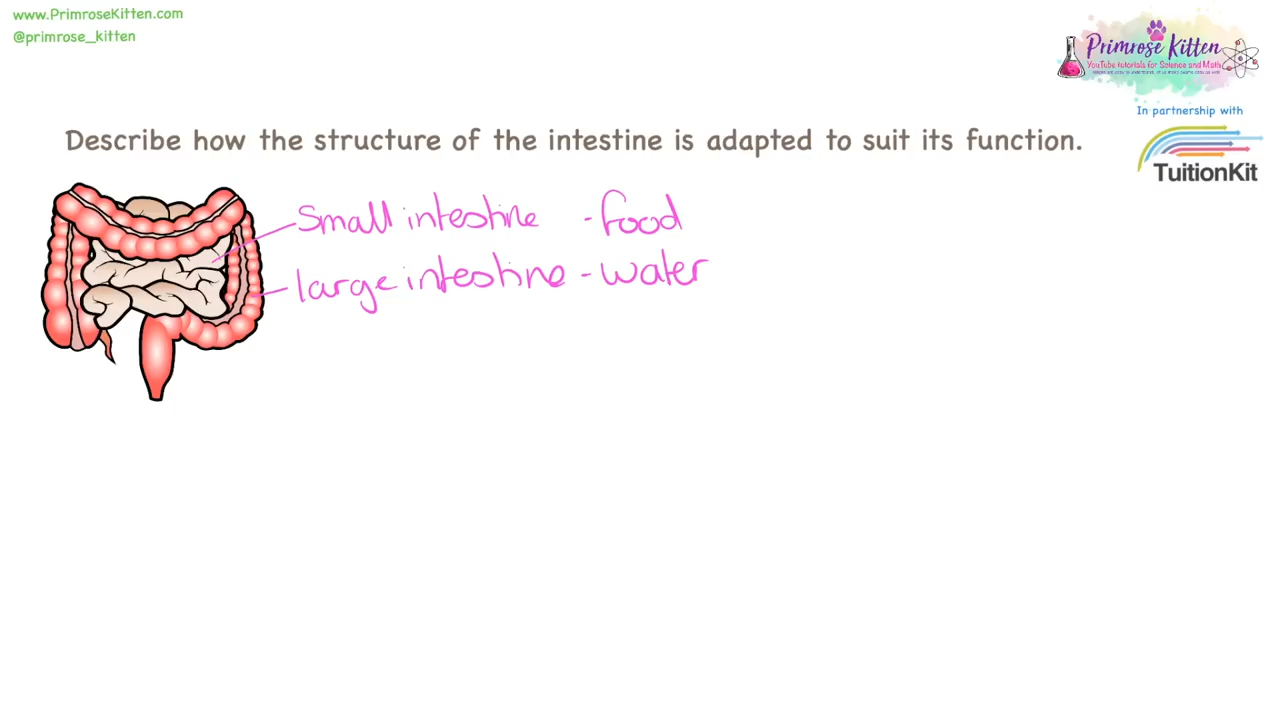 www.PrimroseKitten.com
@primrose_kitten
Primrose Kitten
YouTube tutorials for Science and Math
In partnership with
TuitionKit
Describe how the structure of the intestine is adapted to suit its function.
Small intestine - food
large intestine - water